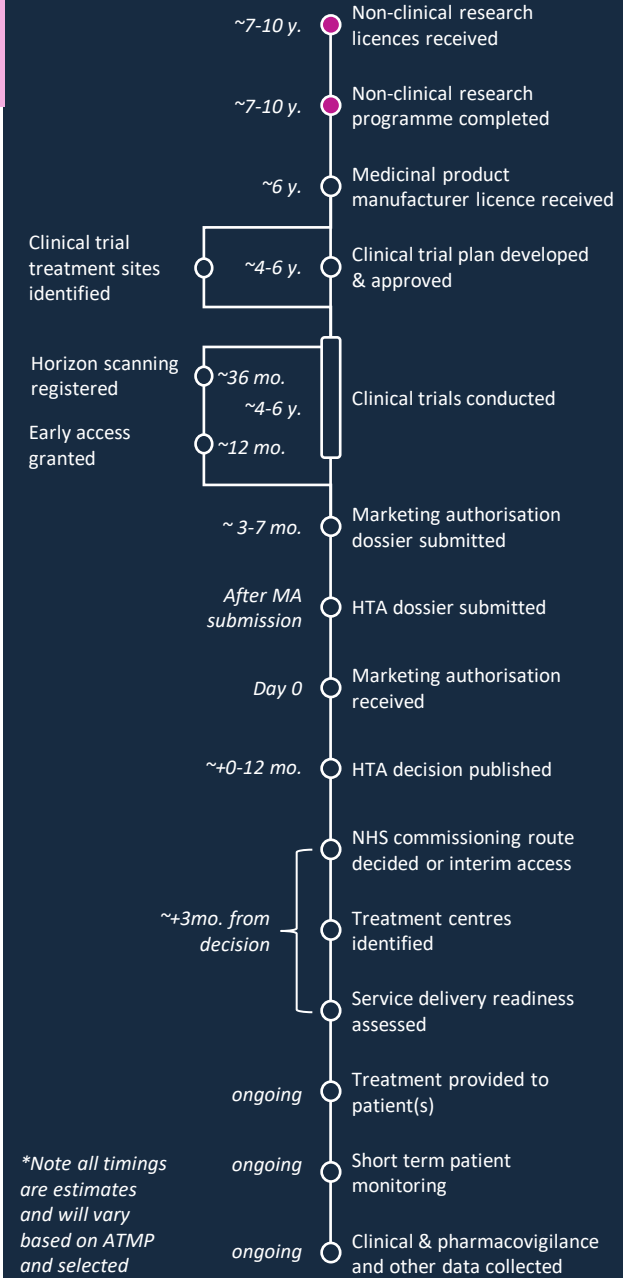 ~7-10 y.
Non-clinical research
licences received
~7-10 y.
Non-clinical research
programme completed
~6 y.
Medicinal product
manufacturer licence received
Clinical trial
treatment sites
identified
~4-6 y.
Clinical trial plan developed
& approved
Horizon scanning
registered
~36 mo.
~4-6 y.
Clinical trials conducted
Early access
granted
~12 mo.
~ 3-7 mo.
Marketing authorisation
dossier submitted
After MA
submission
HTA dossier submitted
Day 0
Marketing authorisation
received
~+0-12 mo.
HTA decision published
NHS commissioning route
decided or interim access
~+3mo. from
decision
Treatment centres
identified
Service delivery readiness
assessed
ongoing
Treatment provided to
patient(s)
ongoing
Short term patient
monitoring
ongoing
Clinical & pharmacovigilance
and other data collected
*Note all timings
are estimates
and will vary
based on ATMP
and selected